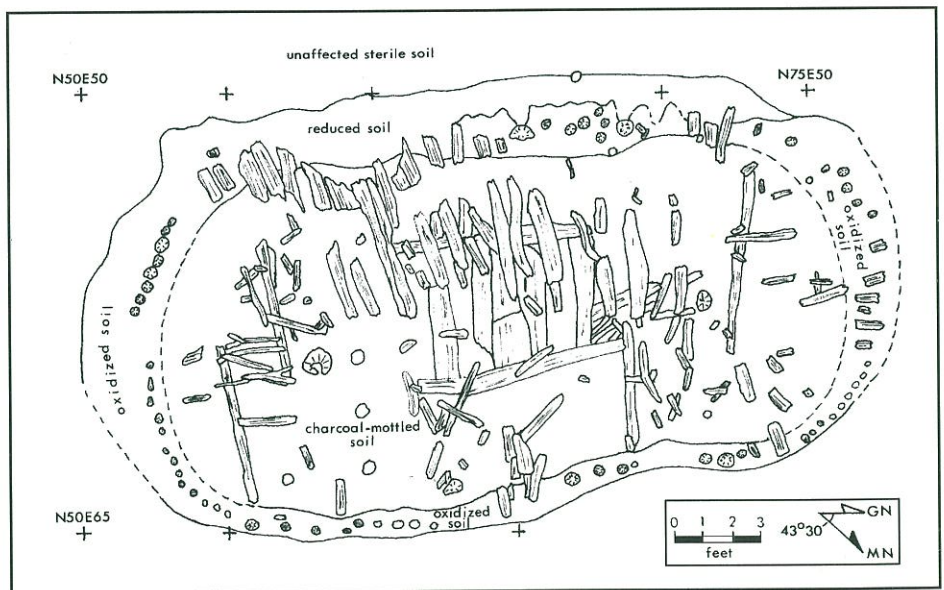 unaffected sterile soil
N50E50
N75E50
reduced soil
oxidized
soil
oxidized soil
charcoal-mottled
soil
N50E65
oxidized
soil
0 1 2 3
feet
43°30'
GN
MN